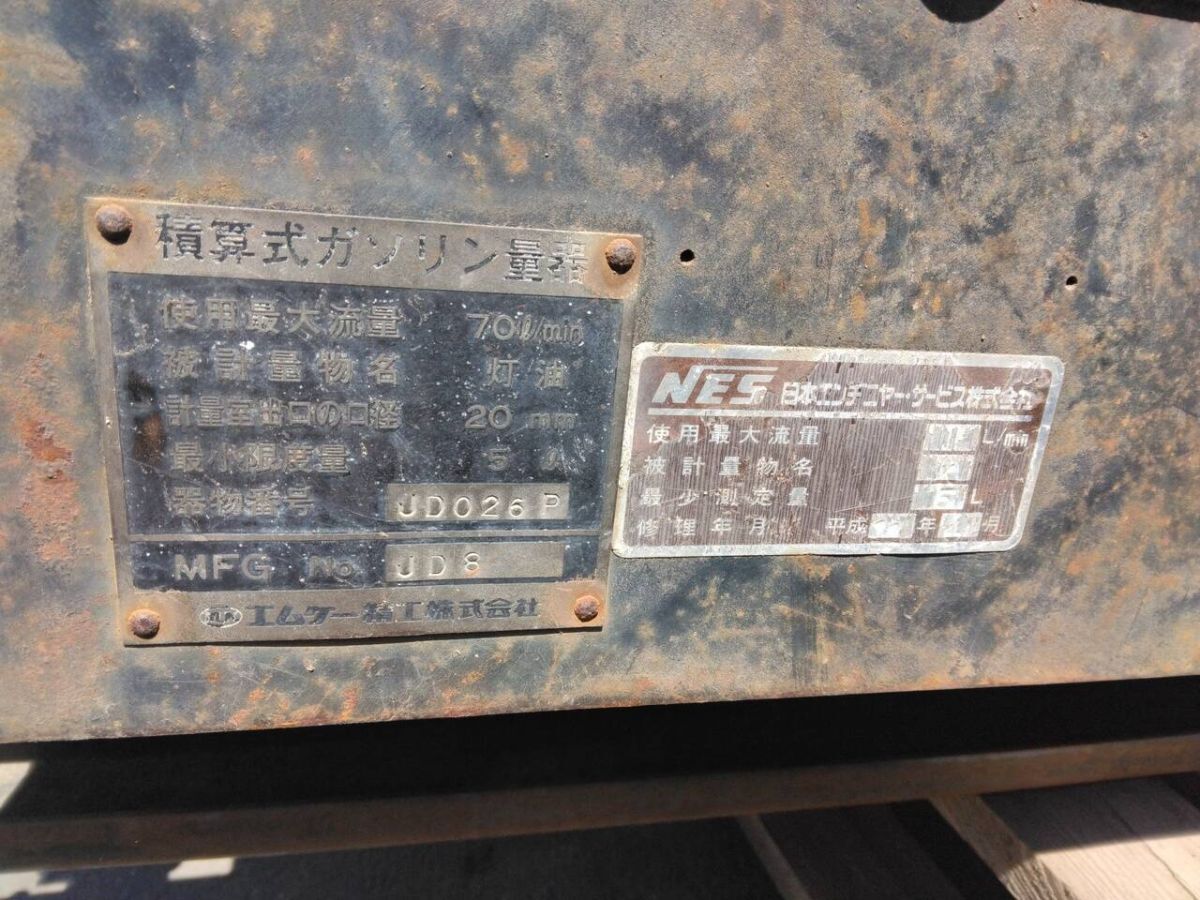 積算式ガソリン量器
使用最大流量 70ℓ/min
被計量物名 灯油
計量室出口の口径 20 mm
最小限度量 5 ℓ
器物番号 JD026P
MFG No. JD8
エムケー精工株式会社
NES 日本エンヂニヤー・サービス株式会社
使用最大流量 L/min
被計量物名
最少測定量 5 L
修理年月 平成 年 月